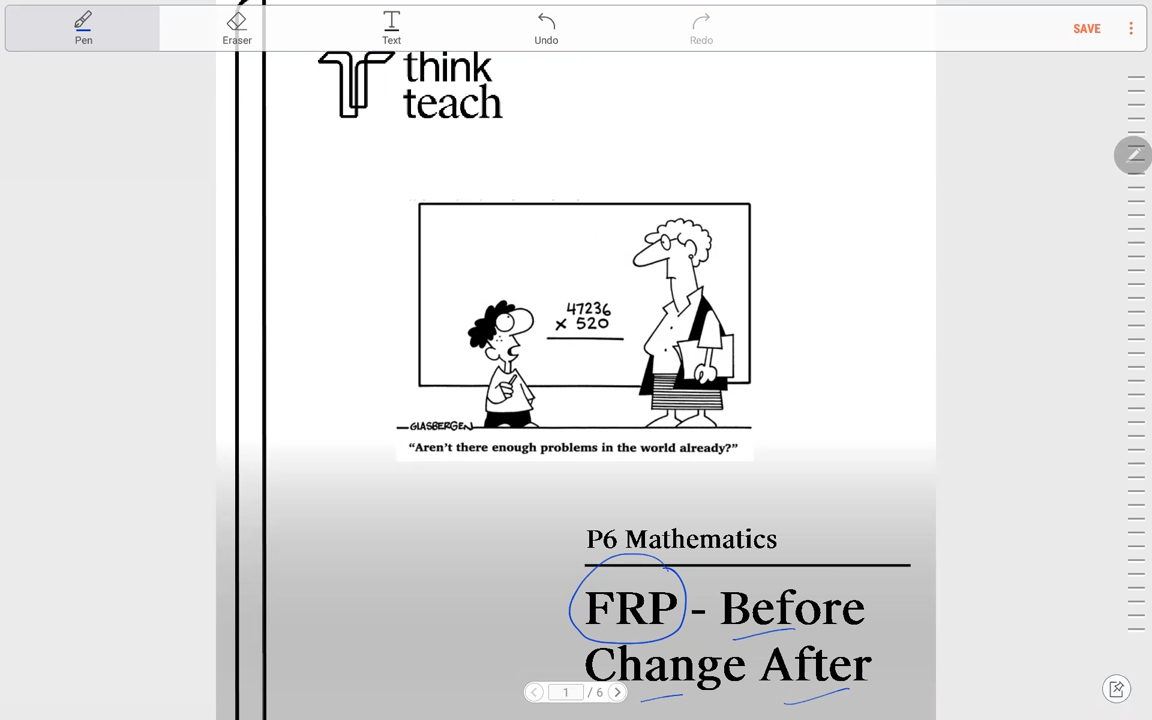 Pen
Eraser
Text
Undo
Redo
SAVE
think
teach
47236
x 520
GLASBERGEN
“Aren’t there enough problems in the world already?”
P6 Mathematics
FRP - Before
Change After
1 / 6